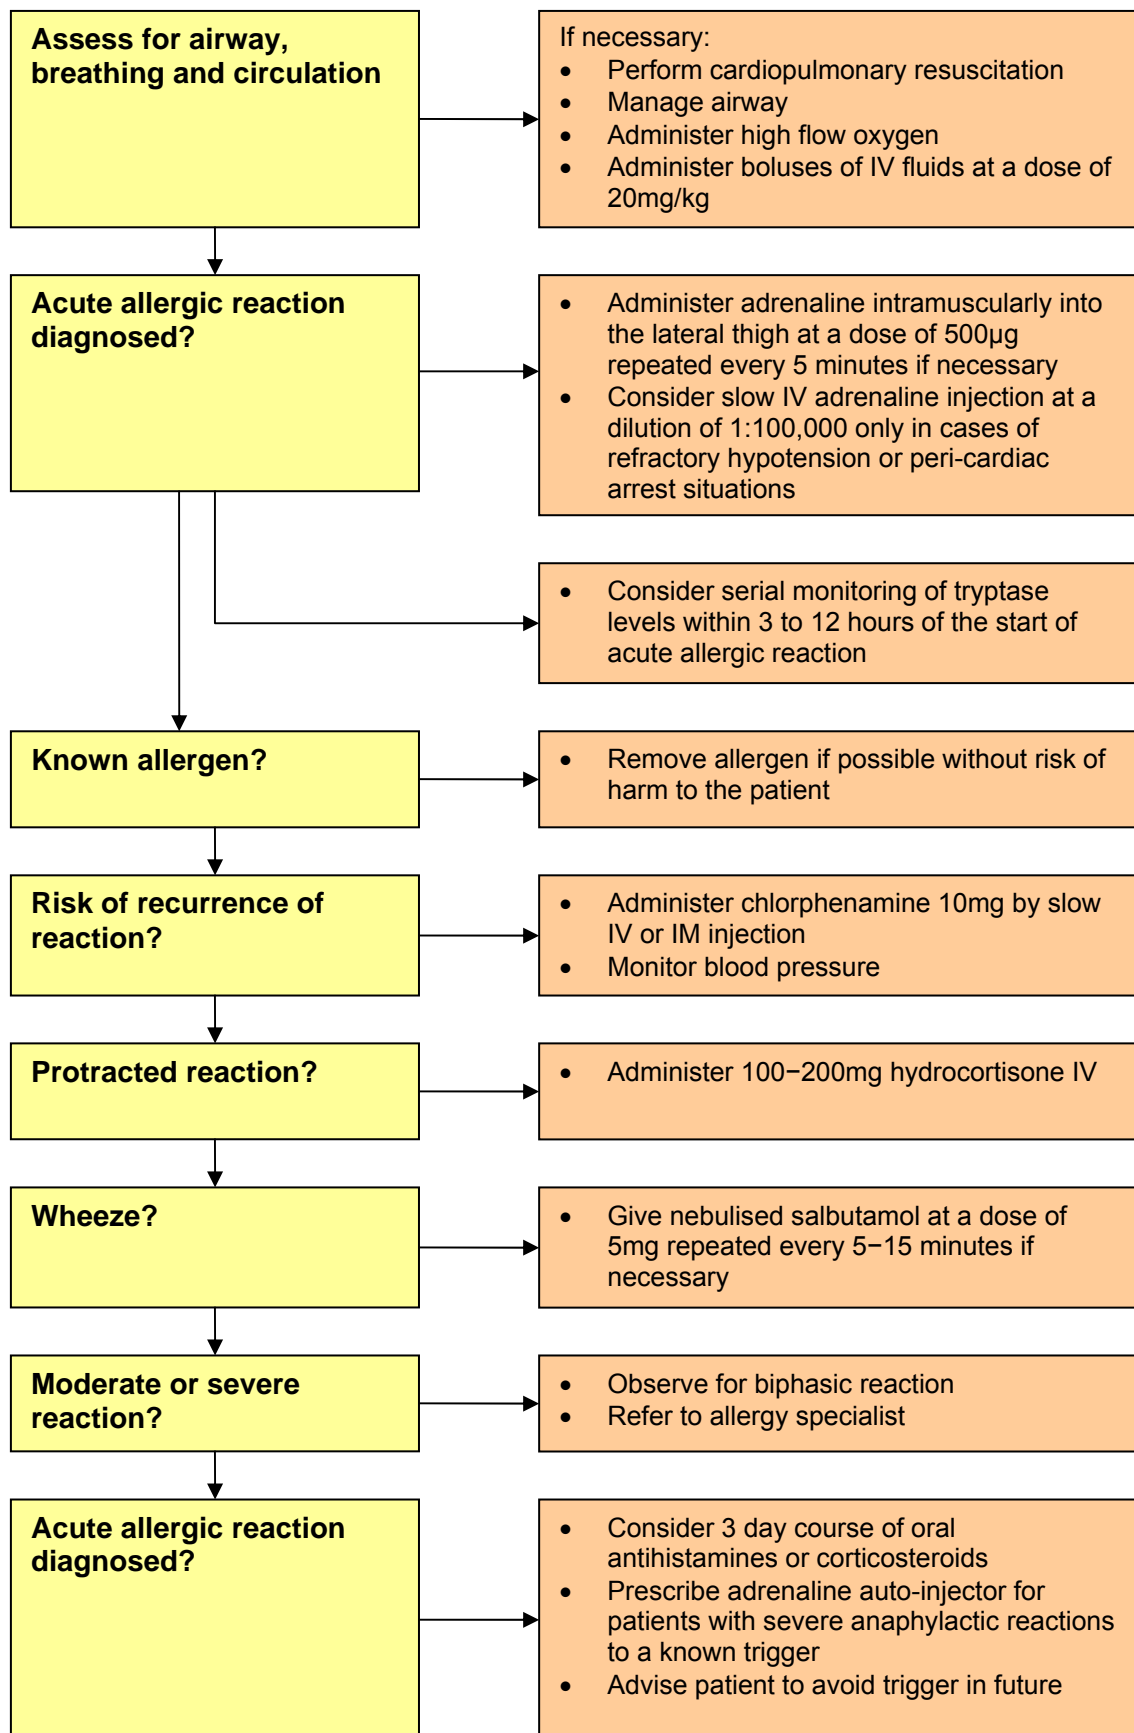 Assess for airway,
breathing and circulation
If necessary:
• Perform cardiopulmonary resuscitation
• Manage airway
• Administer high flow oxygen
• Administer boluses of IV fluids at a dose of
20mg/kg
Acute allergic reaction
diagnosed?
• Administer adrenaline intramuscularly into
the lateral thigh at a dose of 500µg
repeated every 5 minutes if necessary
• Consider slow IV adrenaline injection at a
dilution of 1:100,000 only in cases of
refractory hypotension or peri-cardiac
arrest situations
• Consider serial monitoring of tryptase
levels within 3 to 12 hours of the start of
acute allergic reaction
Known allergen?
• Remove allergen if possible without risk of
harm to the patient
Risk of recurrence of
reaction?
• Administer chlorphenamine 10mg by slow
IV or IM injection
• Monitor blood pressure
Protracted reaction?
• Administer 100−200mg hydrocortisone IV
Wheeze?
• Give nebulised salbutamol at a dose of
5mg repeated every 5−15 minutes if
necessary
Moderate or severe
reaction?
• Observe for biphasic reaction
• Refer to allergy specialist
Acute allergic reaction
diagnosed?
• Consider 3 day course of oral
antihistamines or corticosteroids
• Prescribe adrenaline auto-injector for
patients with severe anaphylactic reactions
to a known trigger
• Advise patient to avoid trigger in future